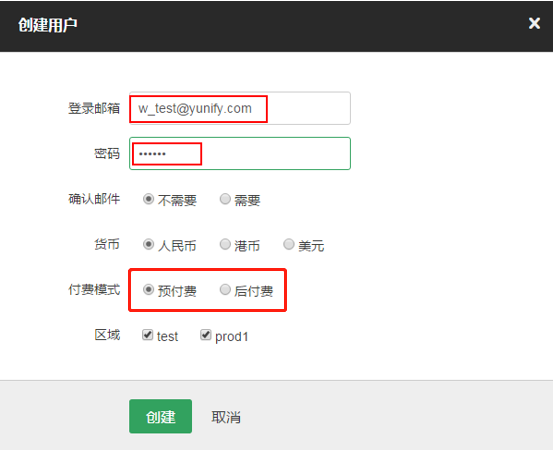 创建用户 ×
登录邮箱 w_test@yunify.com
密码 ••••••
确认邮件 不需要 需要
货币 人民币 港币 美元
付费模式 预付费 后付费
区域 test prod1
创建 取消